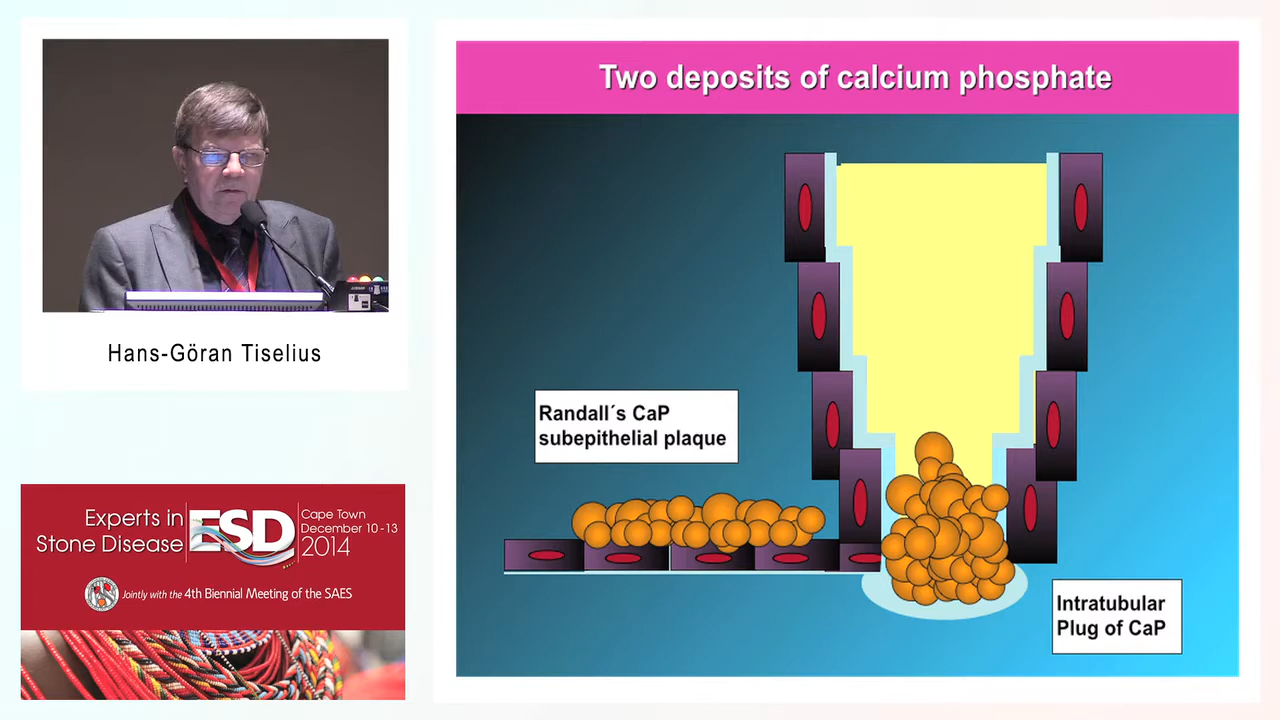 Two deposits of calcium phosphate
Hans-Göran Tiselius
Randall´s CaP
subepithelial plaque
Intratubular
Plug of CaP
Experts in
Stone Disease
ESD
Cape Town
December 10-13
2014
Jointly with the 4th Biennial Meeting of the SAES